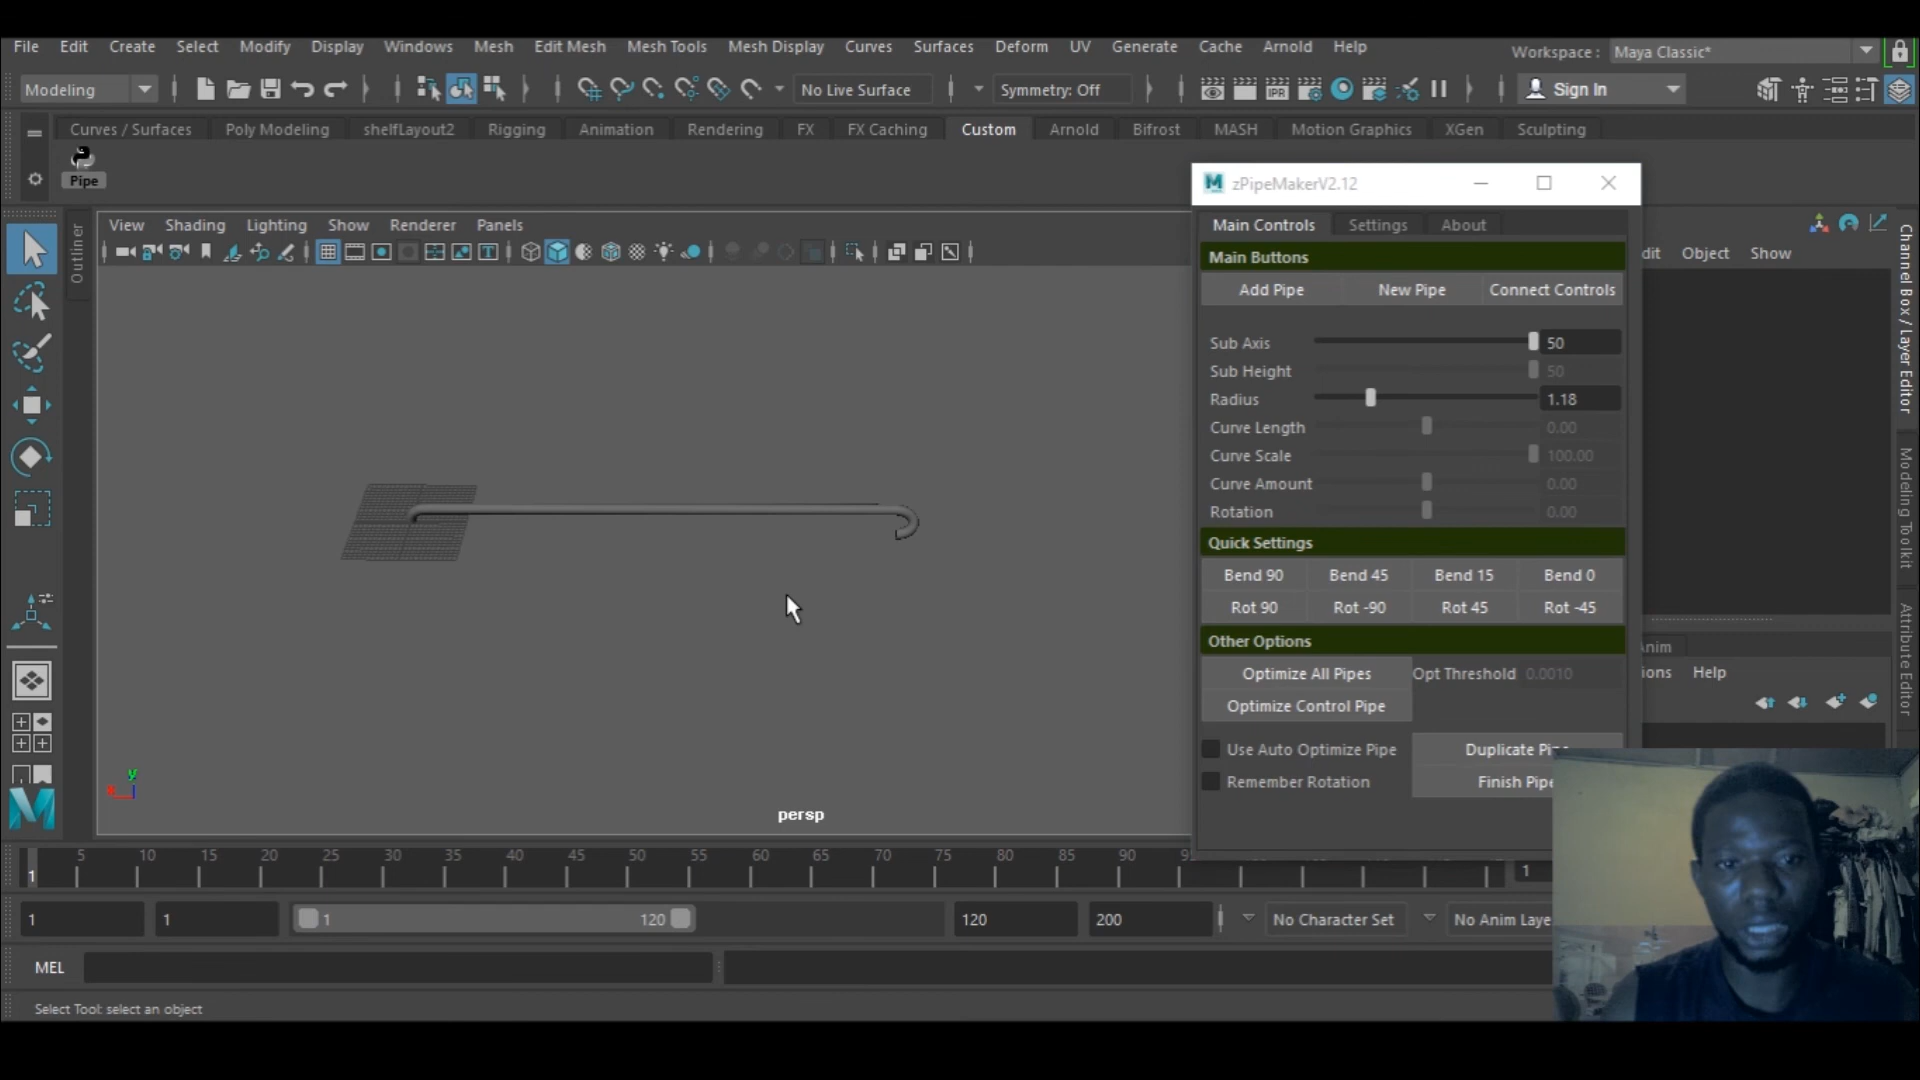 File Edit Create Select Modify Display Windows Mesh Edit Mesh Mesh Tools Mesh Display Curves Surfaces Deform UV Generate Cache Arnold Help
Workspace : Maya Classic*
Modeling No Live Surface Symmetry: Off IPR Sign In
Curves / Surfaces Poly Modeling shelfLayout2 Rigging Animation Rendering FX FX Caching Custom Arnold Bifrost MASH Motion Graphics XGen Sculpting
Pipe
zPipeMakerV2.12
View Shading Lighting Show Renderer Panels
Main Controls Settings About
Outliner
dit Object Show
Channel Box / Layer Editor
Modeling Toolkit
Attribute Editor
Main Buttons
Add Pipe New Pipe Connect Controls
Sub Axis 50
Sub Height 50
Radius 1.18
Curve Length 0.00
Curve Scale 100.00
Curve Amount 0.00
Rotation 0.00
Quick Settings
Bend 90 Bend 45 Bend 15 Bend 0
Rot 90 Rot -90 Rot 45 Rot -45
Other Options
Optimize All Pipes Opt Threshold 0.0010
Optimize Control Pipe
Use Auto Optimize Pipe Duplicate Pipe
Remember Rotation Finish Pipe
Anim
ions Help
y
persp
5 10 15 20 25 30 35 40 45 50 55 60 65 70 75 80 85 90
1 1
1 1 1 120 120 200 No Character Set No Anim Laye
MEL
Select Tool: select an object